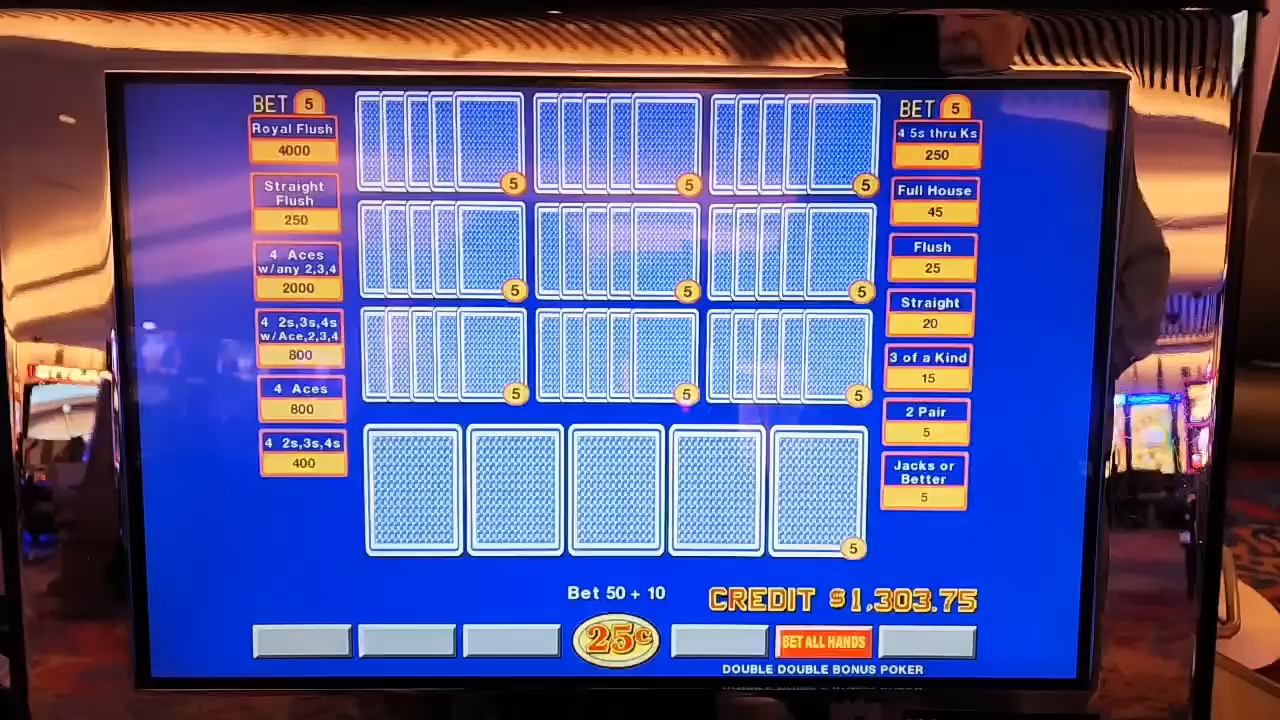 BET 5
Royal Flush
4000
Straight
Flush
250
4 Aces
w/any 2,3,4
2000
4 2s,3s,4s
w/Ace,2,3,4
800
4 Aces
800
4 2s,3s,4s
400
5 5 5
5 5 5
5 5 5
5
BET 5
4 5s thru Ks
250
Full House
45
Flush
25
Straight
20
3 of a Kind
15
2 Pair
5
Jacks or
Better
5
Bet 50 + 10
CREDIT $1,303.75
25¢
BET ALL HANDS
DOUBLE DOUBLE BONUS POKER